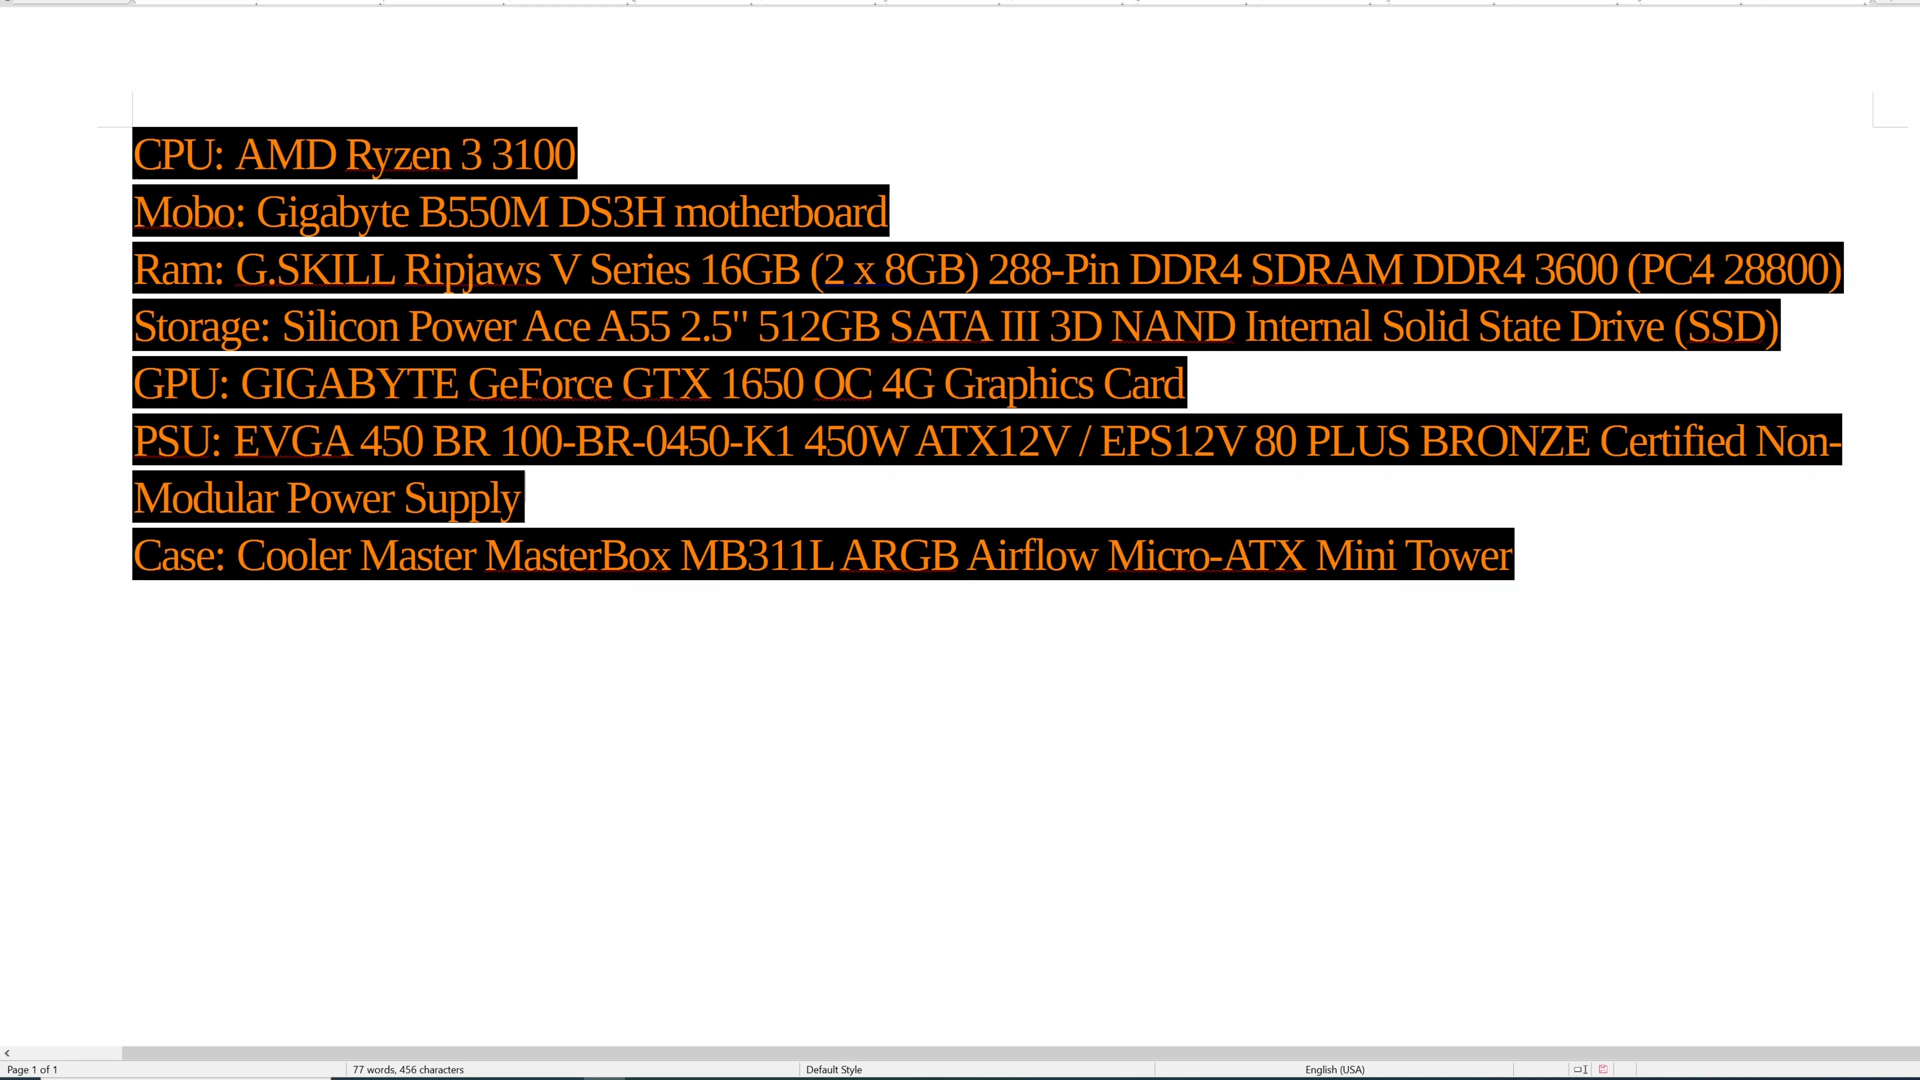 CPU: AMD Ryzen 3 3100
Mobo: Gigabyte B550M DS3H motherboard
Ram: G.SKILL Ripjaws V Series 16GB (2 x 8GB) 288-Pin DDR4 SDRAM DDR4 3600 (PC4 28800)
Storage: Silicon Power Ace A55 2.5" 512GB SATA III 3D NAND Internal Solid State Drive (SSD)
GPU: GIGABYTE GeForce GTX 1650 OC 4G Graphics Card
PSU: EVGA 450 BR 100-BR-0450-K1 450W ATX12V / EPS12V 80 PLUS BRONZE Certified Non-
Modular Power Supply
Case: Cooler Master MasterBox MB311L ARGB Airflow Micro-ATX Mini Tower
Page 1 of 1 77 words, 456 characters Default Style English (USA)